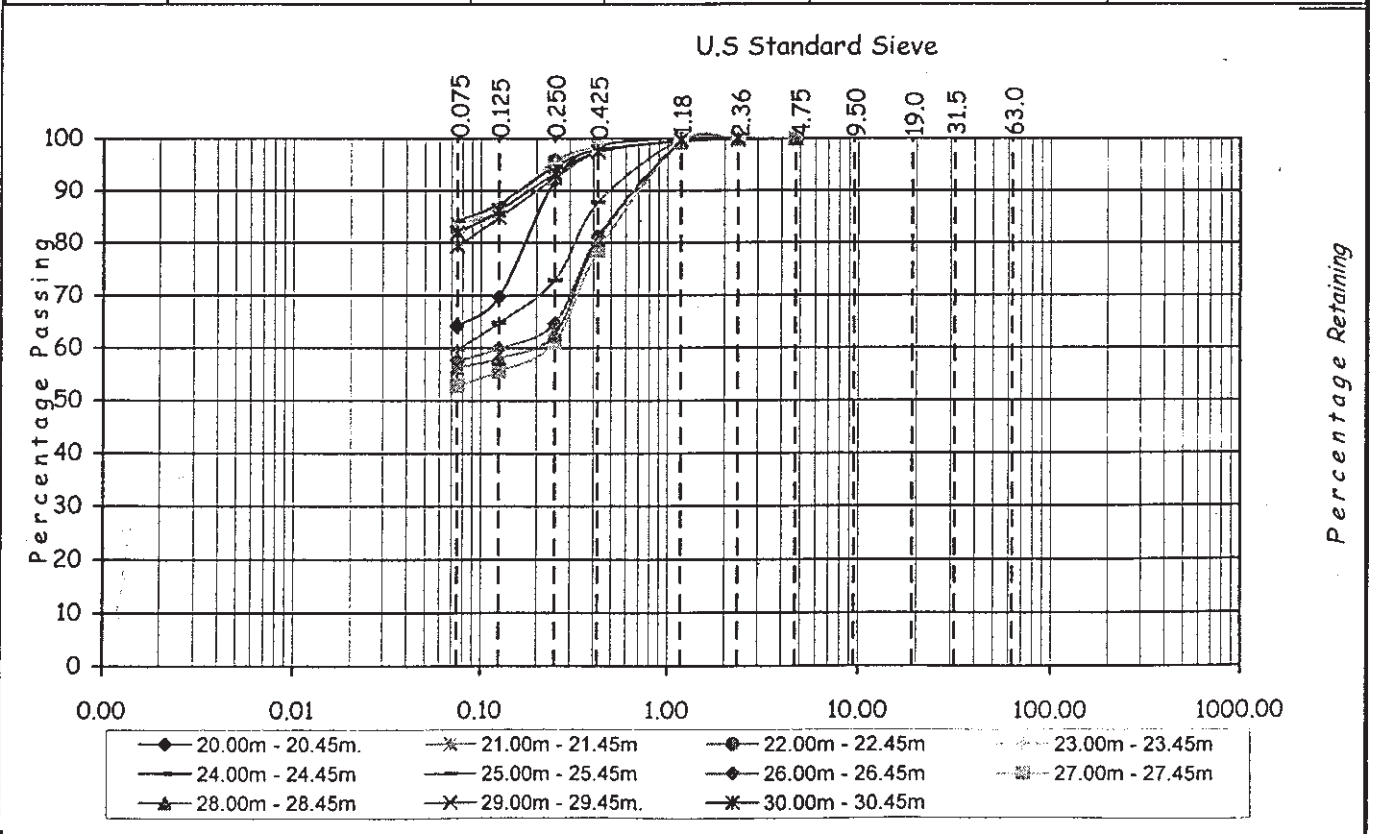 U.S Standard Sieve
0.075 0.125 0.250 0.425 1.18 2.36 4.75 9.50 19.0 31.5 63.0
100
90
80
70
60
50
40
30
20
10
0
Percentage Passing
Percentage Retaining
0.00 0.01 0.10 1.00 10.00 100.00 1000.00
20.00m - 20.45m. 21.00m - 21.45m 22.00m - 22.45m 23.00m - 23.45m
24.00m - 24.45m 25.00m - 25.45m 26.00m - 26.45m 27.00m - 27.45m
28.00m - 28.45m 29.00m - 29.45m. 30.00m - 30.45m